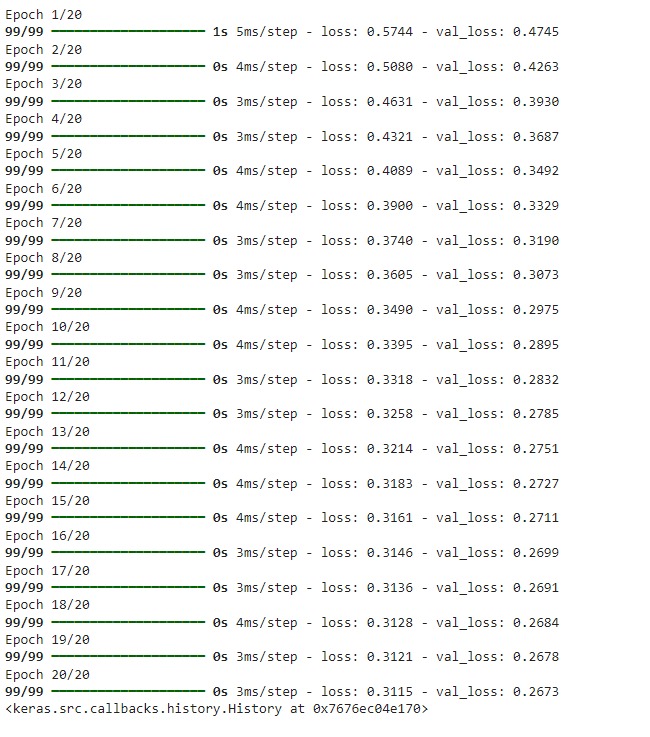 Epoch 1/20
99/99 ━━━━━━━━━━━━━━━━━━━━ 1s 5ms/step - loss: 0.5744 - val_loss: 0.4745
Epoch 2/20
99/99 ━━━━━━━━━━━━━━━━━━━━ 0s 4ms/step - loss: 0.5080 - val_loss: 0.4263
Epoch 3/20
99/99 ━━━━━━━━━━━━━━━━━━━━ 0s 3ms/step - loss: 0.4631 - val_loss: 0.3930
Epoch 4/20
99/99 ━━━━━━━━━━━━━━━━━━━━ 0s 3ms/step - loss: 0.4321 - val_loss: 0.3687
Epoch 5/20
99/99 ━━━━━━━━━━━━━━━━━━━━ 0s 4ms/step - loss: 0.4089 - val_loss: 0.3492
Epoch 6/20
99/99 ━━━━━━━━━━━━━━━━━━━━ 0s 4ms/step - loss: 0.3900 - val_loss: 0.3329
Epoch 7/20
99/99 ━━━━━━━━━━━━━━━━━━━━ 0s 3ms/step - loss: 0.3740 - val_loss: 0.3190
Epoch 8/20
99/99 ━━━━━━━━━━━━━━━━━━━━ 0s 3ms/step - loss: 0.3605 - val_loss: 0.3073
Epoch 9/20
99/99 ━━━━━━━━━━━━━━━━━━━━ 0s 4ms/step - loss: 0.3490 - val_loss: 0.2975
Epoch 10/20
99/99 ━━━━━━━━━━━━━━━━━━━━ 0s 4ms/step - loss: 0.3395 - val_loss: 0.2895
Epoch 11/20
99/99 ━━━━━━━━━━━━━━━━━━━━ 0s 3ms/step - loss: 0.3318 - val_loss: 0.2832
Epoch 12/20
99/99 ━━━━━━━━━━━━━━━━━━━━ 0s 3ms/step - loss: 0.3258 - val_loss: 0.2785
Epoch 13/20
99/99 ━━━━━━━━━━━━━━━━━━━━ 0s 4ms/step - loss: 0.3214 - val_loss: 0.2751
Epoch 14/20
99/99 ━━━━━━━━━━━━━━━━━━━━ 0s 4ms/step - loss: 0.3183 - val_loss: 0.2727
Epoch 15/20
99/99 ━━━━━━━━━━━━━━━━━━━━ 0s 4ms/step - loss: 0.3161 - val_loss: 0.2711
Epoch 16/20
99/99 ━━━━━━━━━━━━━━━━━━━━ 0s 3ms/step - loss: 0.3146 - val_loss: 0.2699
Epoch 17/20
99/99 ━━━━━━━━━━━━━━━━━━━━ 0s 3ms/step - loss: 0.3136 - val_loss: 0.2691
Epoch 18/20
99/99 ━━━━━━━━━━━━━━━━━━━━ 0s 4ms/step - loss: 0.3128 - val_loss: 0.2684
Epoch 19/20
99/99 ━━━━━━━━━━━━━━━━━━━━ 0s 3ms/step - loss: 0.3121 - val_loss: 0.2678
Epoch 20/20
99/99 ━━━━━━━━━━━━━━━━━━━━ 0s 3ms/step - loss: 0.3115 - val_loss: 0.2673
<keras.src.callbacks.history.History at 0x7676ec04e170>